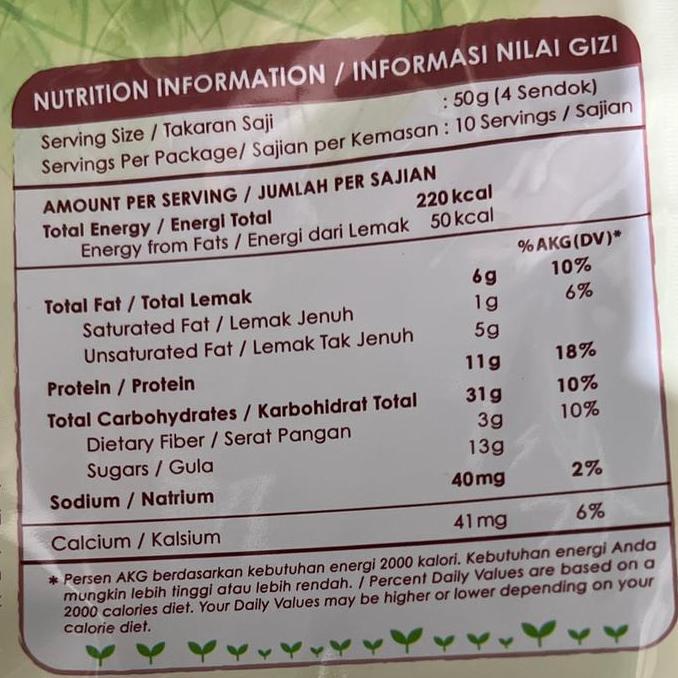 NUTRITION INFORMATION / INFORMASI NILAI GIZI
Serving Size / Takaran Saji : 50g (4 Sendok)
Servings Per Package/ Sajian per Kemasan : 10 Servings / Sajian
AMOUNT PER SERVING / JUMLAH PER SAJIAN
Total Energy / Energi Total 220 kcal
Energy from Fats / Energi dari Lemak 50 kcal
% AKG (DV)*
Total Fat / Total Lemak 6g 10%
Saturated Fat / Lemak Jenuh 1g 6%
Unsaturated Fat / Lemak Tak Jenuh 5g
Protein / Protein 11g 18%
Total Carbohydrates / Karbohidrat Total 31g 10%
Dietary Fiber / Serat Pangan 3g 10%
Sugars / Gula 13g
Sodium / Natrium 40mg 2%
Calcium / Kalsium 41mg 6%
* Persen AKG berdasarkan kebutuhan energi 2000 kalori. Kebutuhan energi Anda
mungkin lebih tinggi atau lebih rendah. / Percent Daily Values are based on a
2000 calories diet. Your Daily Values may be higher or lower depending on your
calorie diet.